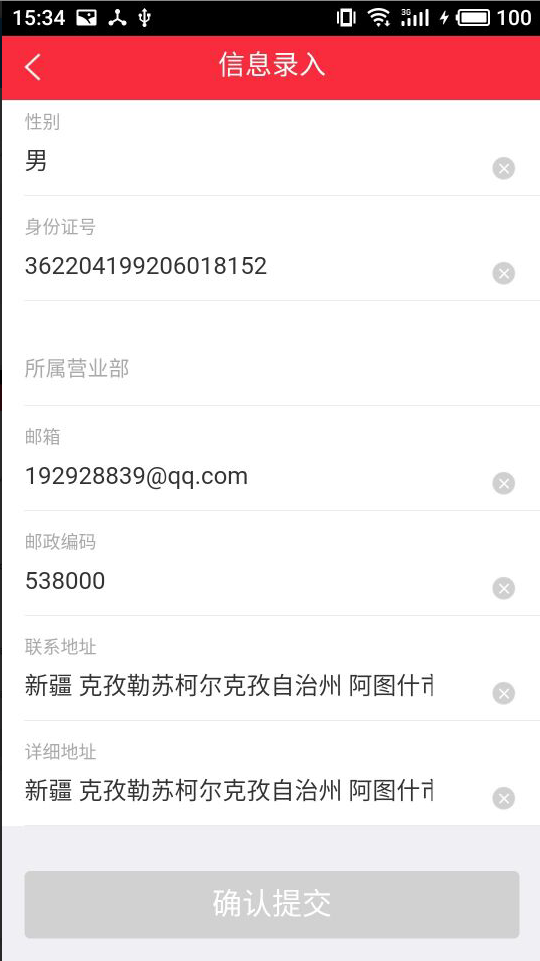 15:34 3G 100
信息录入
性别
男
身份证号
362204199206018152
所属营业部
邮箱
192928839@qq.com
邮政编码
538000
联系地址
新疆 克孜勒苏柯尔克孜自治州 阿图什市
详细地址
新疆 克孜勒苏柯尔克孜自治州 阿图什市
确认提交